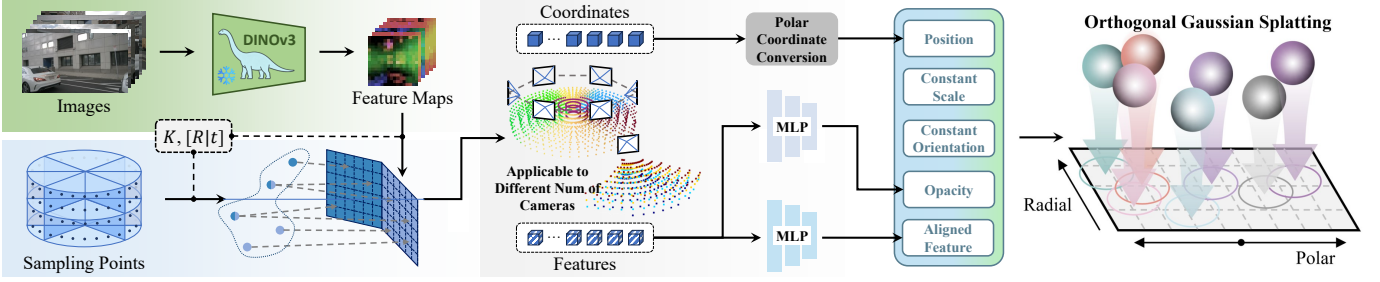 DINOv3
Images
Feature Maps
K, [R|t]
Sampling Points
Coordinates
...
Applicable to
Different Num.of
Cameras
...
Features
Polar
Coordinate
Conversion
MLP
MLP
Position
Constant
Scale
Constant
Orientation
Opacity
Aligned
Feature
Orthogonal Gaussian Splatting
Radial
Polar